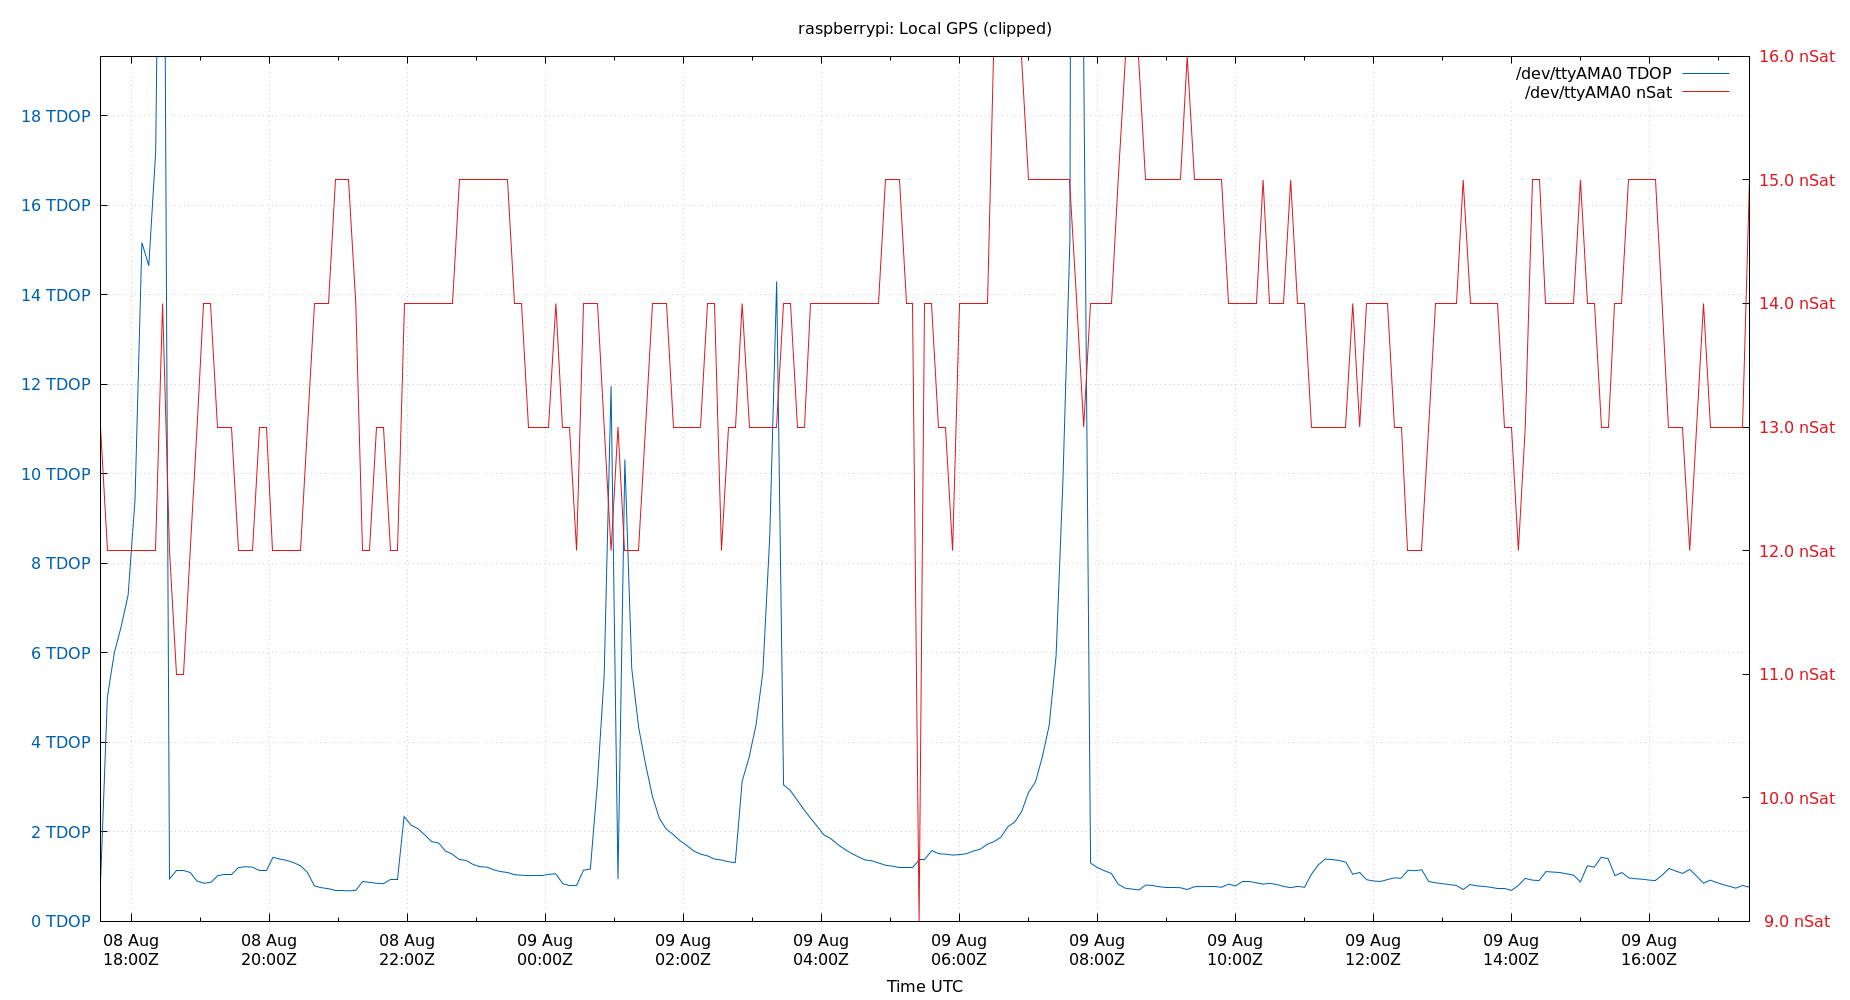 raspberrypi: Local GPS (clipped)
/dev/ttyAMA0 TDOP
/dev/ttyAMA0 nSat
18 TDOP
16 TDOP
14 TDOP
12 TDOP
10 TDOP
8 TDOP
6 TDOP
4 TDOP
2 TDOP
0 TDOP
16.0 nSat
15.0 nSat
14.0 nSat
13.0 nSat
12.0 nSat
11.0 nSat
10.0 nSat
9.0 nSat
08 Aug 08 Aug 08 Aug 09 Aug 09 Aug 09 Aug 09 Aug 09 Aug 09 Aug 09 Aug 09 Aug 09 Aug
18:00Z 20:00Z 22:00Z 00:00Z 02:00Z 04:00Z 06:00Z 08:00Z 10:00Z 12:00Z 14:00Z 16:00Z
Time UTC